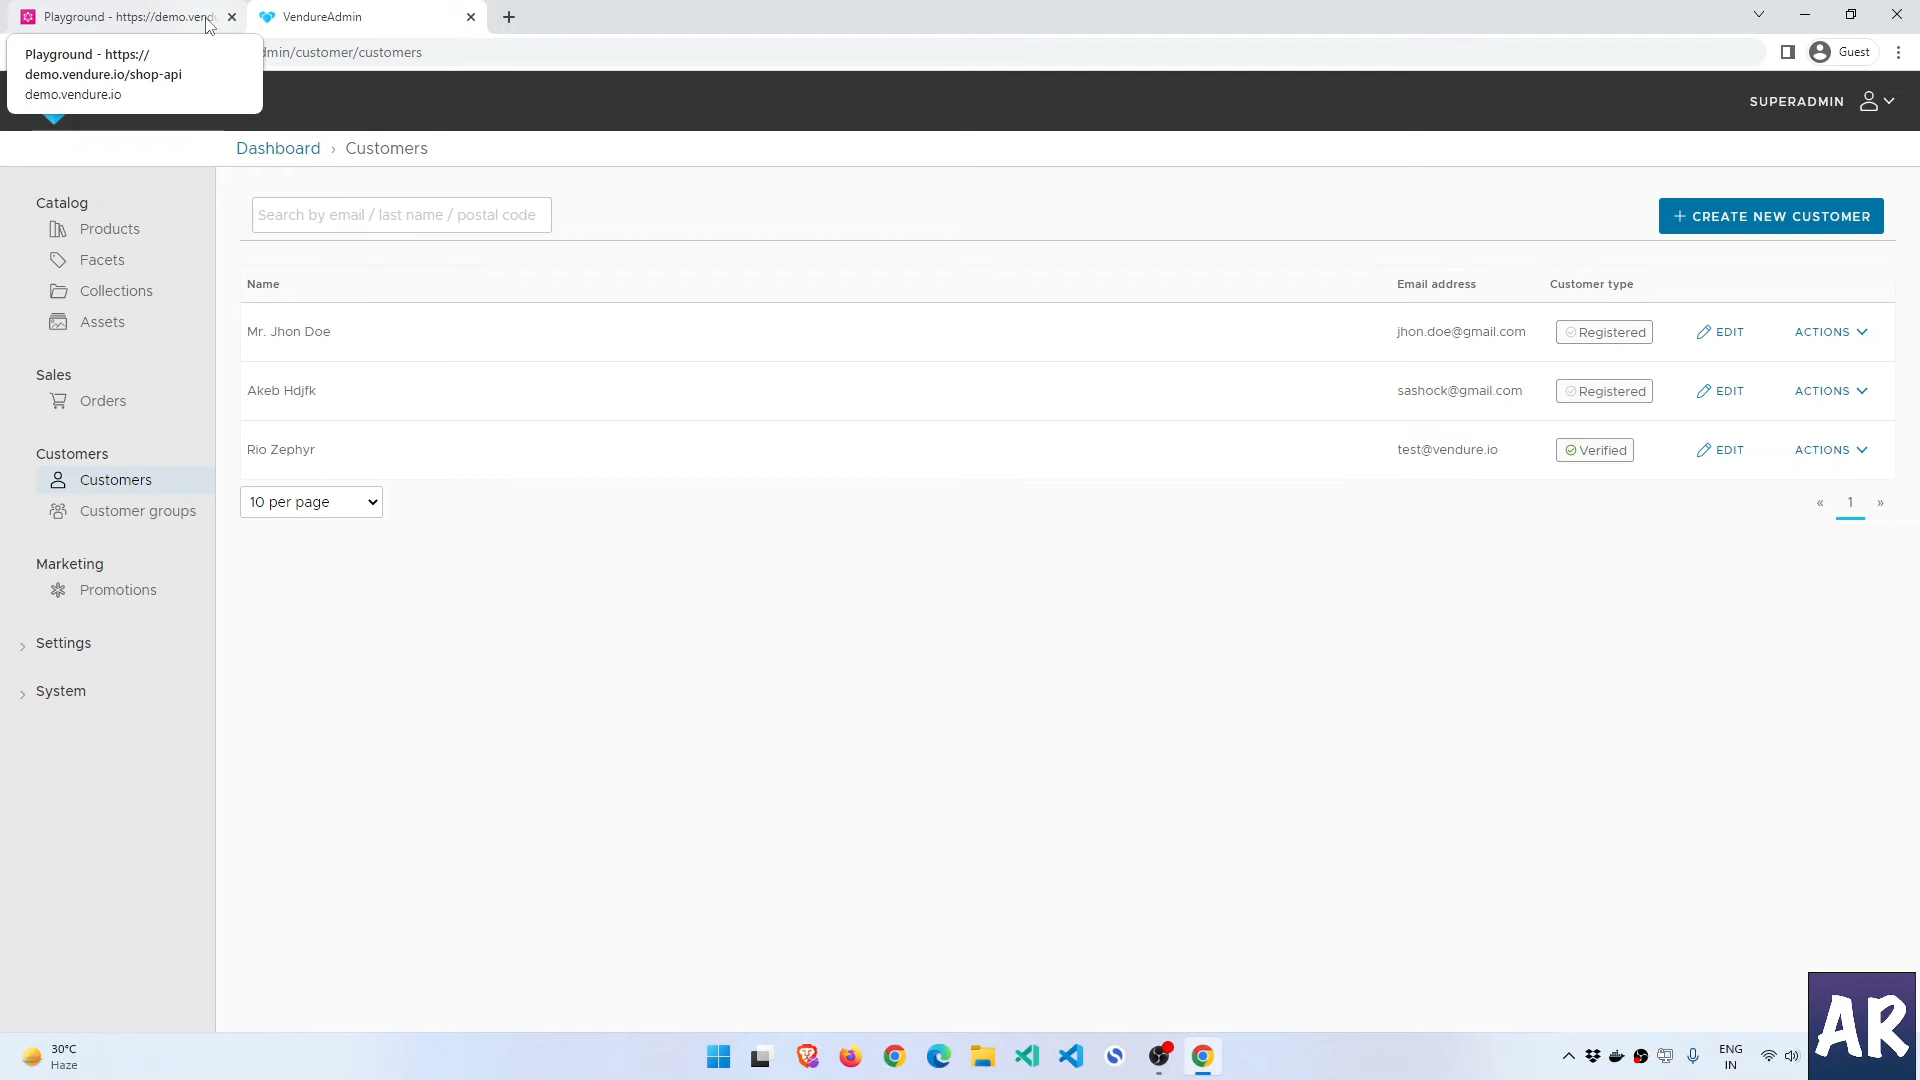 Playground - https://demo.vend
VendureAdmin
Playground - https://
demo.vendure.io/shop-api
demo.vendure.io
dmin/customer/customers
Guest
SUPERADMIN
Dashboard › Customers
Catalog
Products
Facets
Collections
Assets
Sales
Orders
Customers
Customers
Customer groups
Marketing
Promotions
Settings
System
Search by email / last name / postal code
+ CREATE NEW CUSTOMER
Name Email address Customer type
Mr. Jhon Doe jhon.doe@gmail.com Registered EDIT ACTIONS
Akeb Hdjfk sashock@gmail.com Registered EDIT ACTIONS
Rio Zephyr test@vendure.io Verified EDIT ACTIONS
10 per page « 1 »
30°C
Haze
ENG
IN
AR